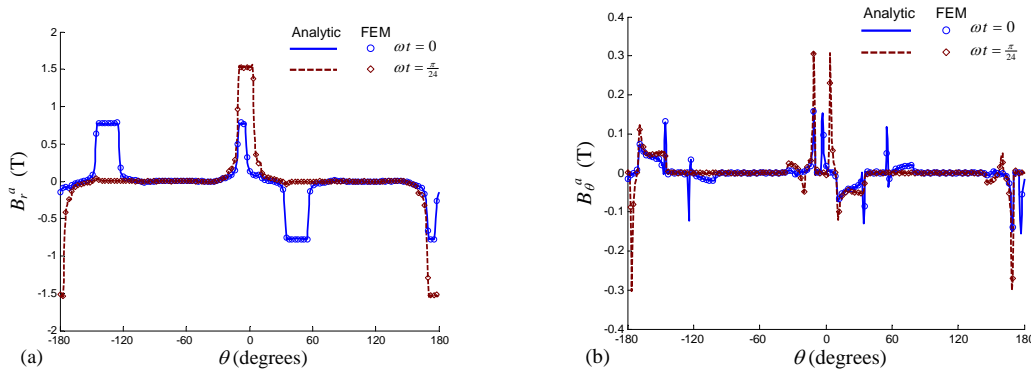 Analytic FEM
ωt = 0
ωt = π/24
2
1.5
1
0.5
0
-0.5
-1
-1.5
-2
-180 -120 -60 0 60 120 180
B_r^a (T)
θ (degrees)
(a)
Analytic FEM
ωt = 0
ωt = π/24
0.4
0.3
0.2
0.1
0
-0.1
-0.2
-0.3
-0.4
-180 -120 -60 0 60 120 180
B_θ^a (T)
θ (degrees)
(b)